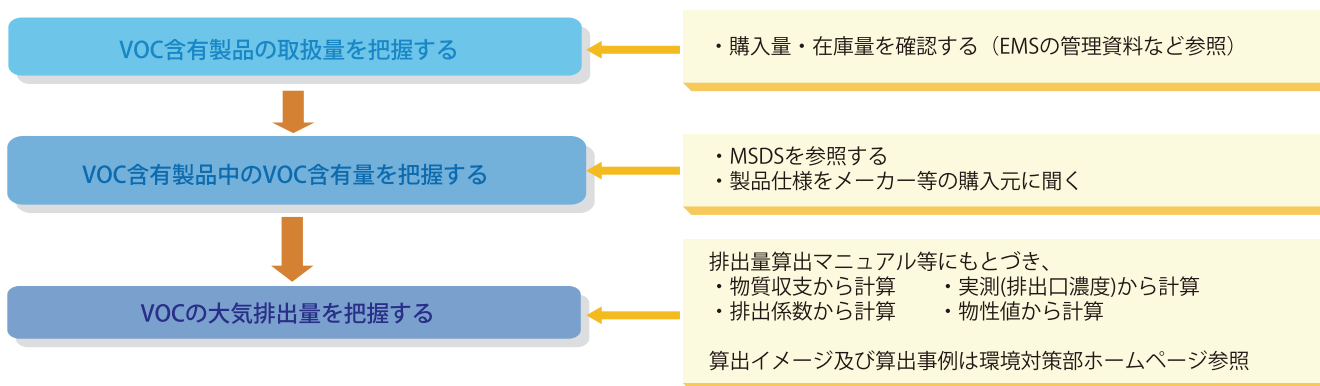 VOC含有製品の取扱量を把握する
・購入量・在庫量を確認する（EMSの管理資料など参照）
VOC含有製品中のVOC含有量を把握する
・MSDSを参照する
・製品仕様をメーカー等の購入元に聞く
VOCの大気排出量を把握する
排出量算出マニュアル等にもとづき、
・物質収支から計算　　・実測(排出口濃度)から計算
・排出係数から計算　　・物性値から計算
算出イメージ及び算出事例は環境対策部ホームページ参照